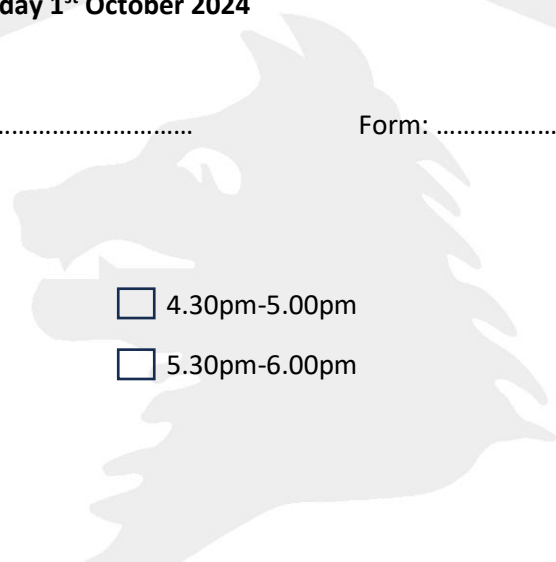 day 1st October 2024
........................................ Form: ..................
4.30pm-5.00pm
5.30pm-6.00pm